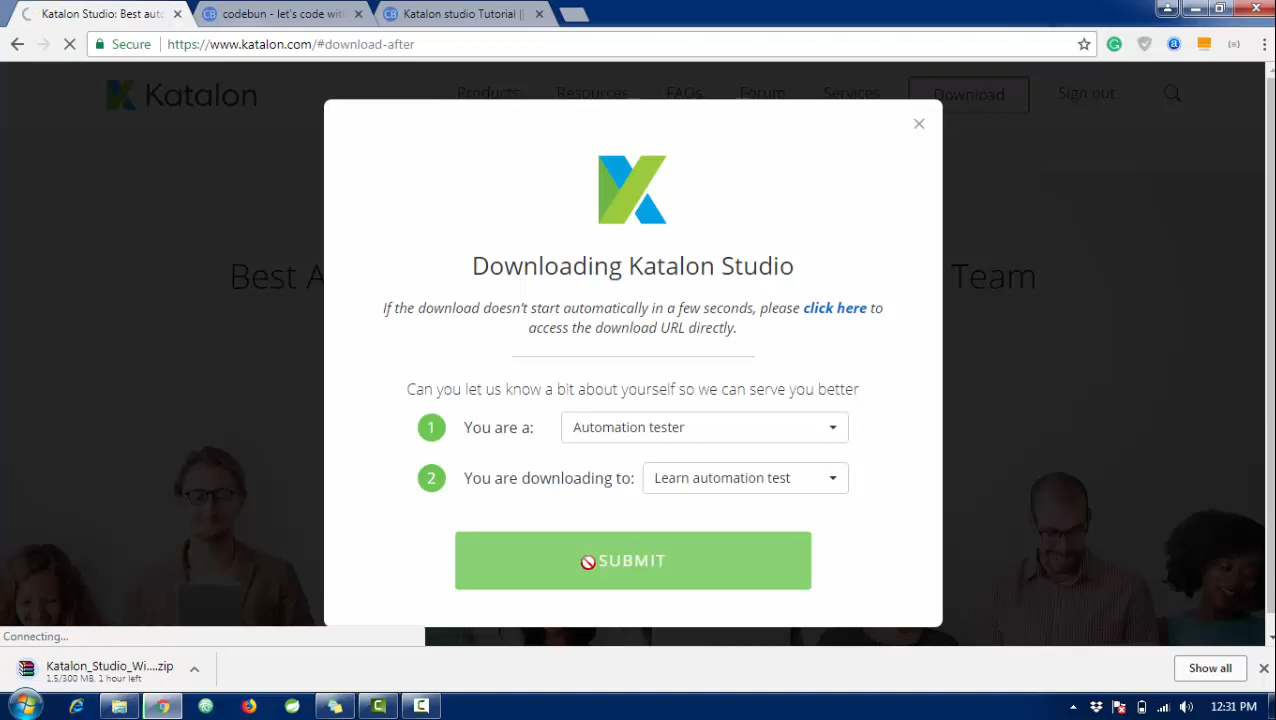 Katalon Studio: Best auto
codebun - let's code with
Katalon studio Tutorial ||
Secure
https://www.katalon.com/#download-after
Katalon
Products
Resources
FAQs
Forum
Services
Download
Sign out
Best A
Team
Downloading Katalon Studio
If the download doesn't start automatically in a few seconds, please click here to
access the download URL directly.
Can you let us know a bit about yourself so we can serve you better
1 You are a: Automation tester
2 You are downloading to: Learn automation test
SUBMIT
Connecting...
Katalon_Studio_Wi....zip
1.5/300 MB, 1 hour left
Show all
12:31 PM